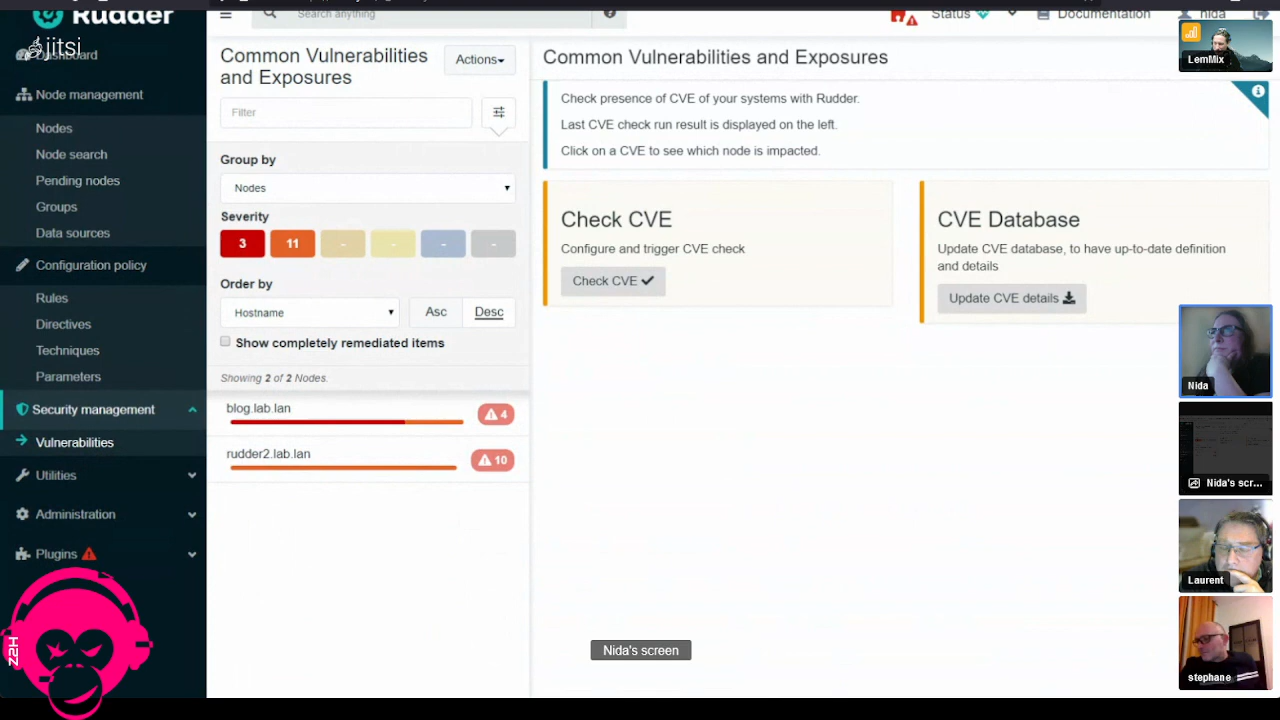 Rudder
Search anything
Status
Documentation
nida
jitsi
Dashboard
Node management
Nodes
Node search
Pending nodes
Groups
Data sources
Configuration policy
Rules
Directives
Techniques
Parameters
Security management
Vulnerabilities
Utilities
Administration
Plugins
Z2H
Common Vulnerabilities
and Exposures
Actions
Filter
Group by
Nodes
Severity
3 11 - - - -
Order by
Hostname Asc Desc
Show completely remediated items
Showing 2 of 2 Nodes.
blog.lab.lan 4
rudder2.lab.lan 10
Common Vulnerabilities and Exposures
Check presence of CVE of your systems with Rudder.
Last CVE check run result is displayed on the left.
Click on a CVE to see which node is impacted.
Check CVE
Configure and trigger CVE check
Check CVE
CVE Database
Update CVE database, to have up-to-date definition
and details
Update CVE details
Nida's screen
LemMix
Nida
Nida's scr...
Laurent
stephane